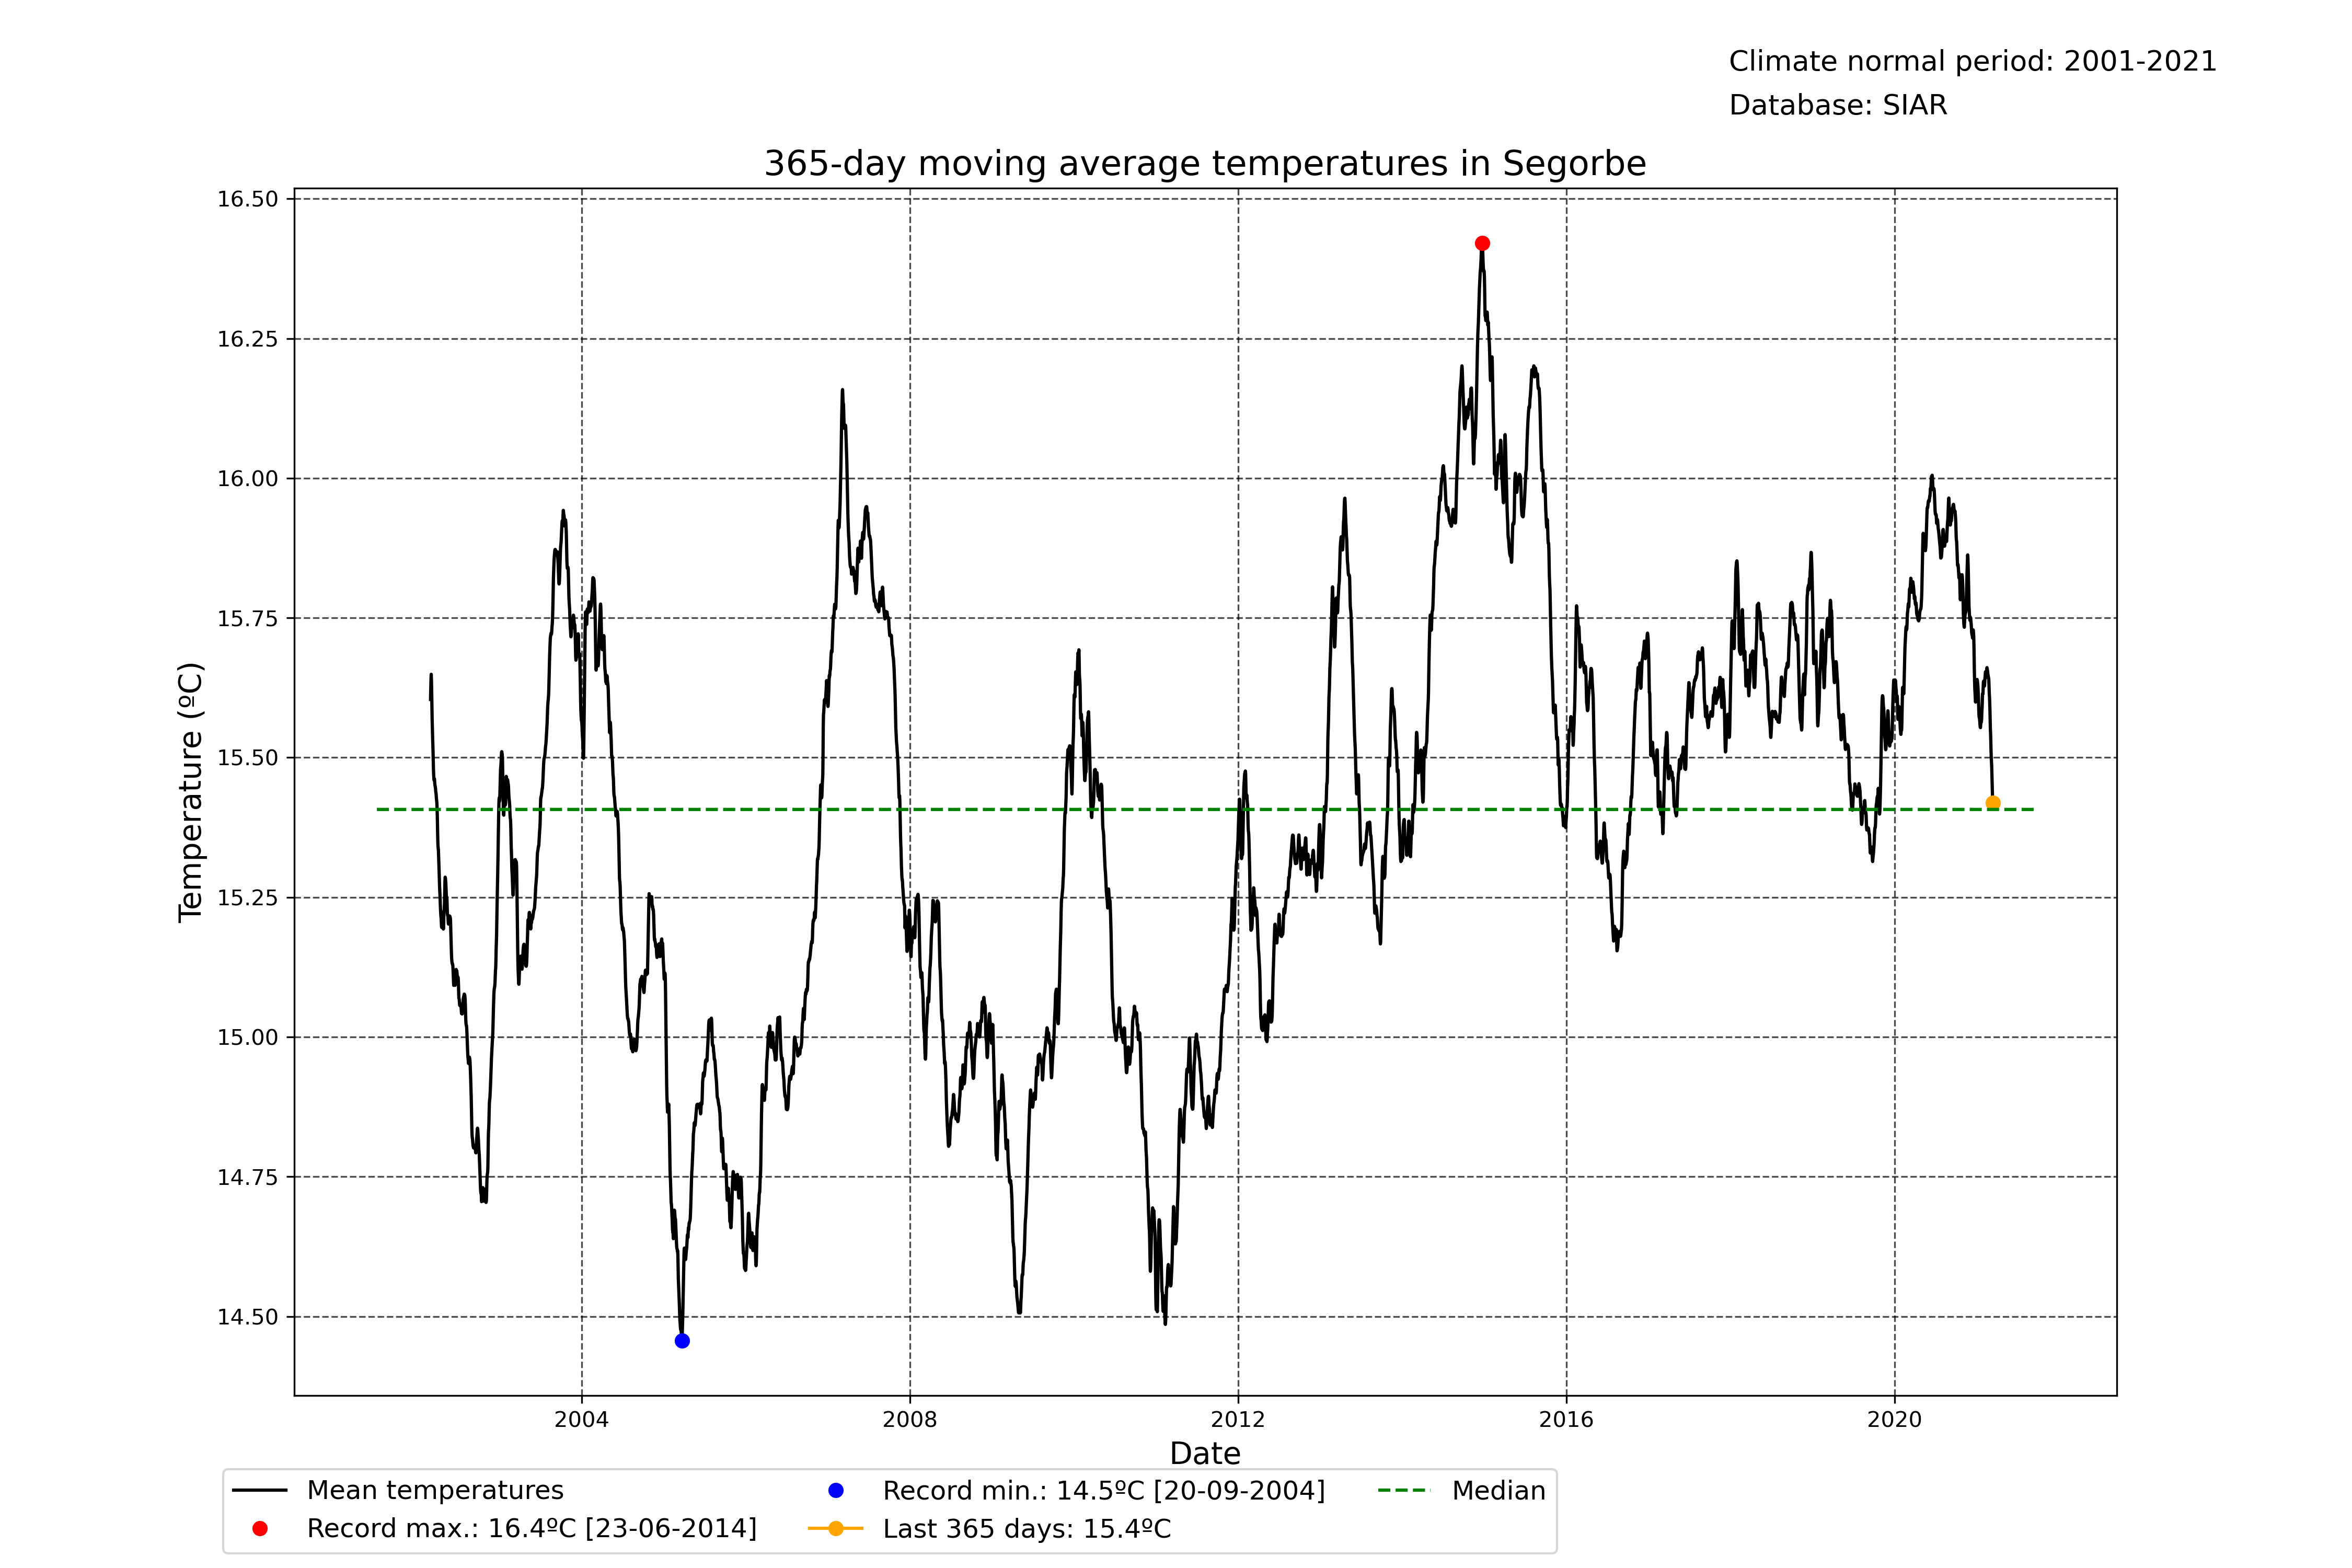 Climate normal period: 2001-2021
Database: SIAR
365-day moving average temperatures in Segorbe
16.50
16.25
16.00
15.75
15.50
15.25
15.00
14.75
14.50
Temperature (ºC)
2004 2008 2012 2016 2020
Date
Mean temperatures
Record max.: 16.4ºC [23-06-2014]
Record min.: 14.5ºC [20-09-2004]
Last 365 days: 15.4ºC
Median